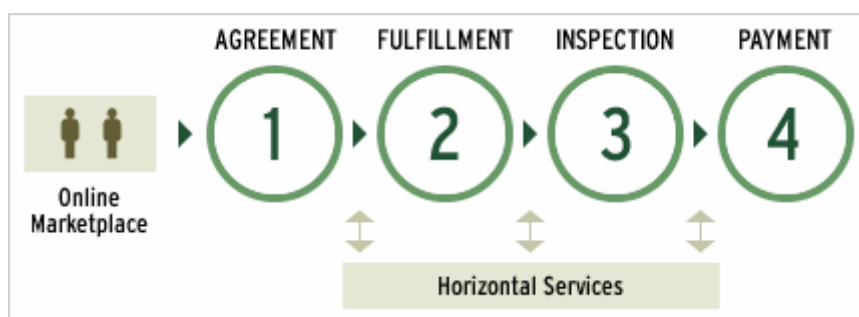 AGREEMENT FULFILLMENT INSPECTION PAYMENT
1 2 3 4
Online
Marketplace
Horizontal Services